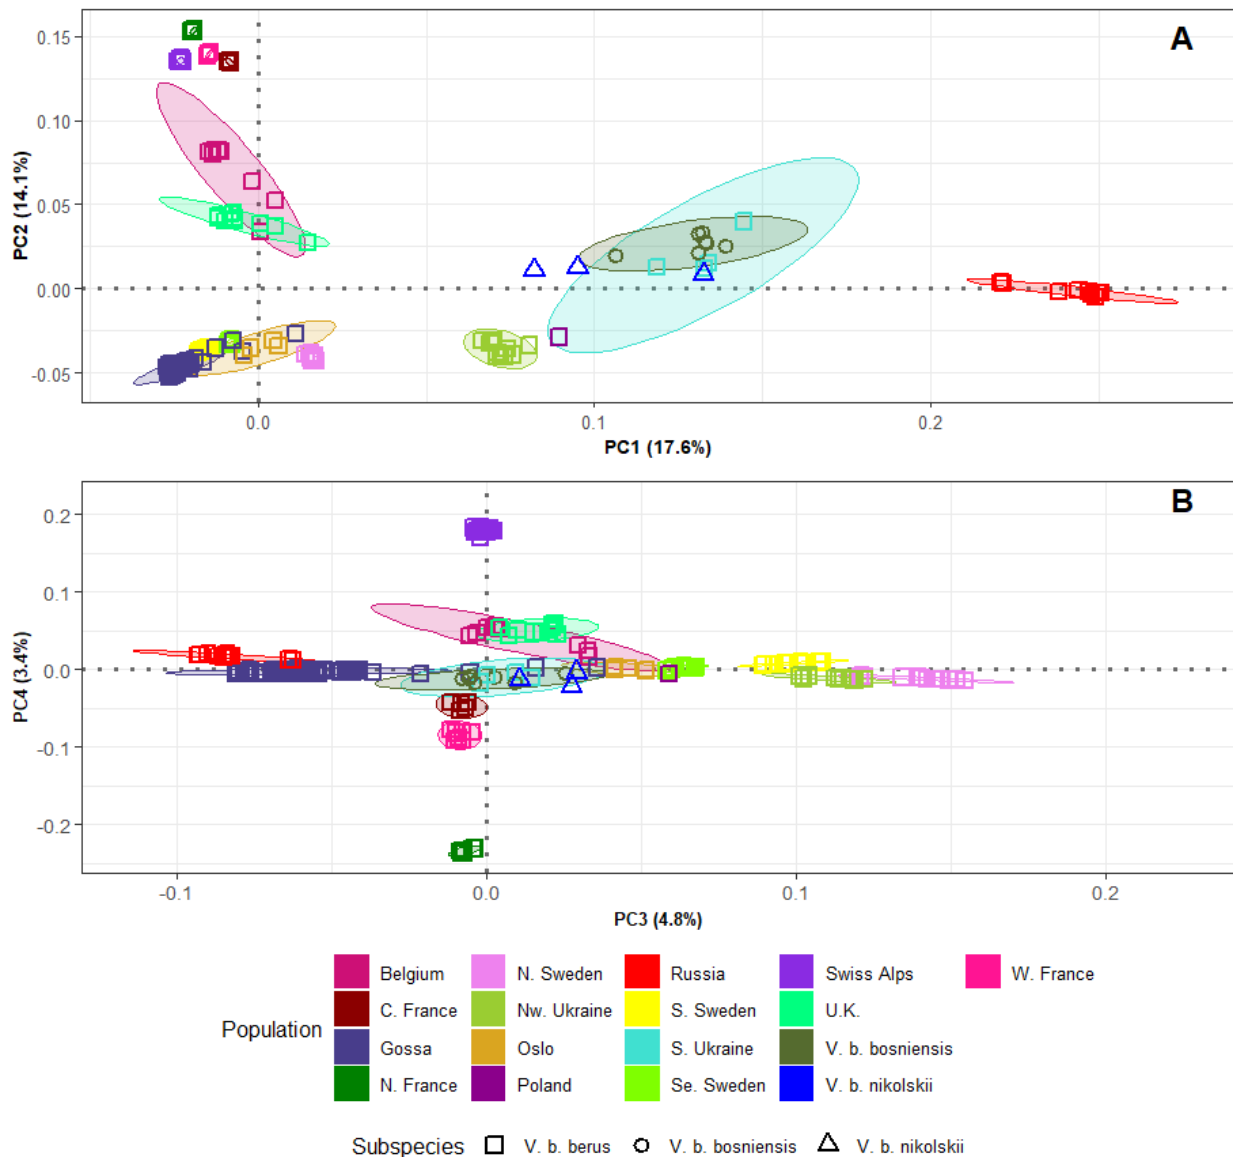 A
0.15
0.10
0.05
0.00
-0.05
PC2 (14.1%)
0.0 0.1 0.2
PC1 (17.6%)
B
0.2
0.1
0.0
-0.1
-0.2
PC4 (3.4%)
-0.1 0.0 0.1 0.2
PC3 (4.8%)
Population
Belgium N. Sweden Russia Swiss Alps W. France
C. France Nw. Ukraine S. Sweden U.K.
Gossa Oslo S. Ukraine V. b. bosniensis
N. France Poland Se. Sweden V. b. nikolskii
Subspecies V. b. berus V. b. bosniensis V. b. nikolskii